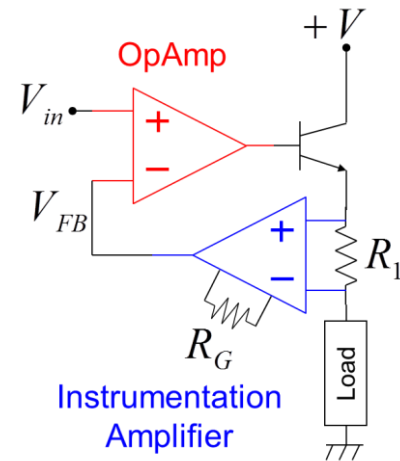 + V
OpAmp
V_in
+
−
V_FB
+
−
R_1
R_G
Load
Instrumentation
Amplifier